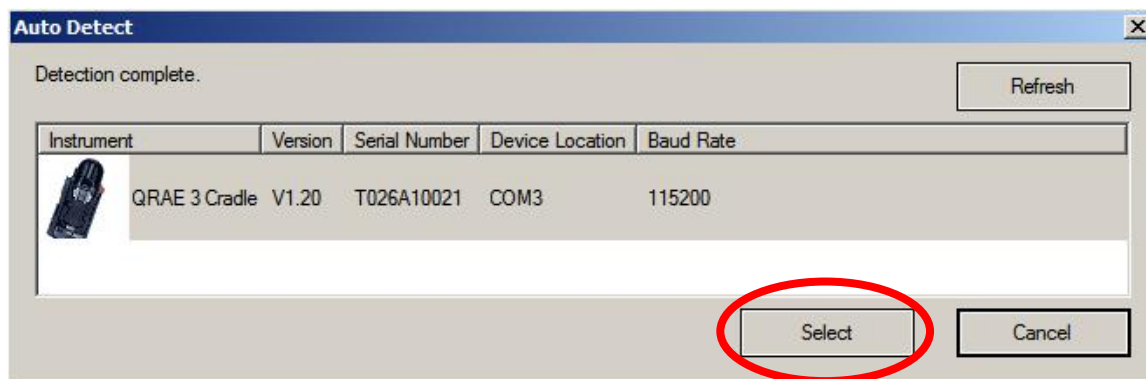 Auto Detect
Detection complete.
Refresh
Instrument Version Serial Number Device Location Baud Rate
QRAE 3 Cradle V1.20 T026A10021 COM3 115200
Select Cancel